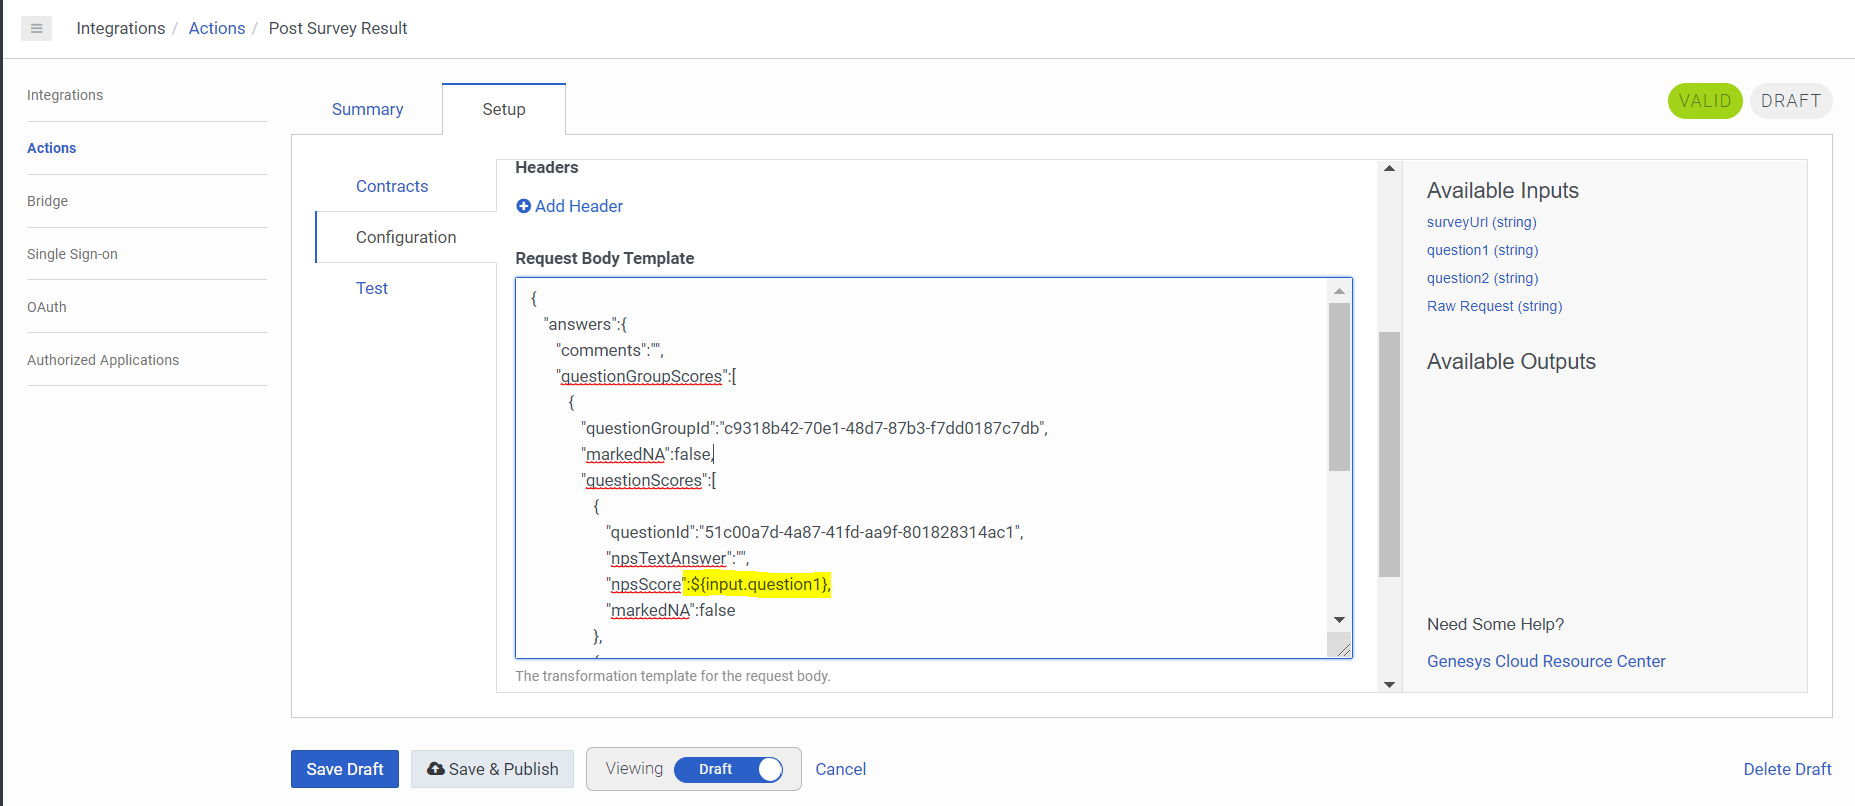 Integrations / Actions / Post Survey Result
Integrations
Actions
Bridge
Single Sign-on
OAuth
Authorized Applications
Summary
Setup
VALID
DRAFT
Contracts
Configuration
Test
Headers
Add Header
Request Body Template
{
"answers":{
"comments":"",
"questionGroupScores":[
{
"questionGroupId":"c9318b42-70e1-48d7-87b3-f7dd0187c7db",
"markedNA":false,
"questionScores":[
{
"questionId":"51c00a7d-4a87-41fd-aa9f-801828314ac1",
"npsTextAnswer":"",
"npsScore":${input.question1},
"markedNA":false
},
The transformation template for the request body.
Available Inputs
surveyUrl (string)
question1 (string)
question2 (string)
Raw Request (string)
Available Outputs
Need Some Help?
Genesys Cloud Resource Center
Save Draft
Save & Publish
Viewing
Draft
Cancel
Delete Draft